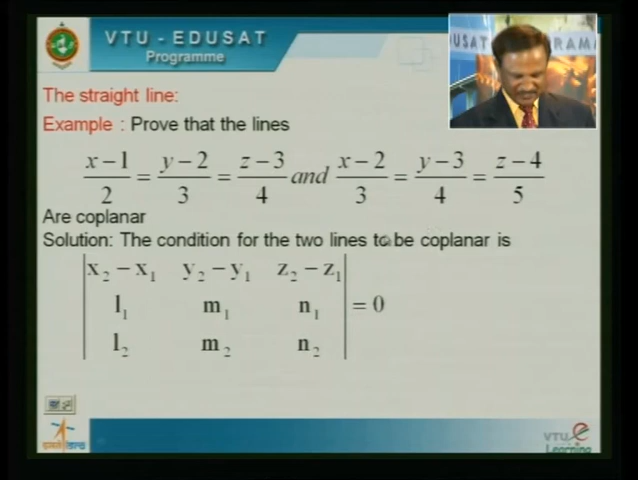 VTU - EDUSAT
Programme
USAT
RAMA
The straight line:
Example : Prove that the lines
x−1/2 = y−2/3 = z−3/4 and x−2/3 = y−3/4 = z−4/5
Are coplanar
Solution: The condition for the two lines to be coplanar is
|x₂ − x₁ y₂ − y₁ z₂ − z₁|
|l₁ m₁ n₁| = 0
|l₂ m₂ n₂|
VTU e
Learning